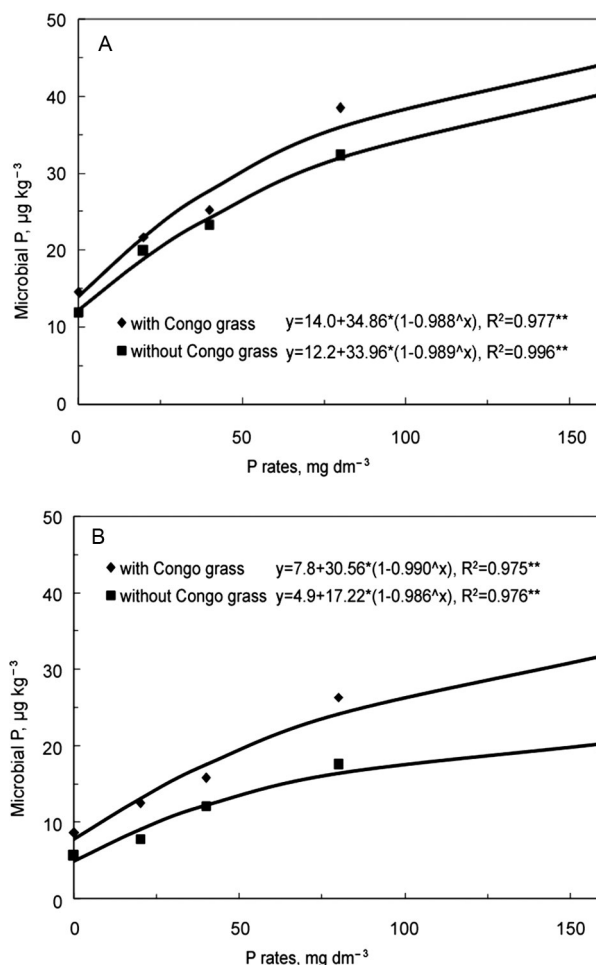 A
50
40
30
20
10
0
Microbial P, µg kg⁻³
◆ with Congo grass y=14.0+34.86*(1-0.988^x), R²=0.977**
■ without Congo grass y=12.2+33.96*(1-0.989^x), R²=0.996**
0 50 100 150
P rates, mg dm⁻³
B
50
40
30
20
10
0
Microbial P, µg kg⁻³
◆ with Congo grass y=7.8+30.56*(1-0.990^x), R²=0.975**
■ without Congo grass y=4.9+17.22*(1-0.986^x), R²=0.976**
0 50 100 150
P rates, mg dm⁻³